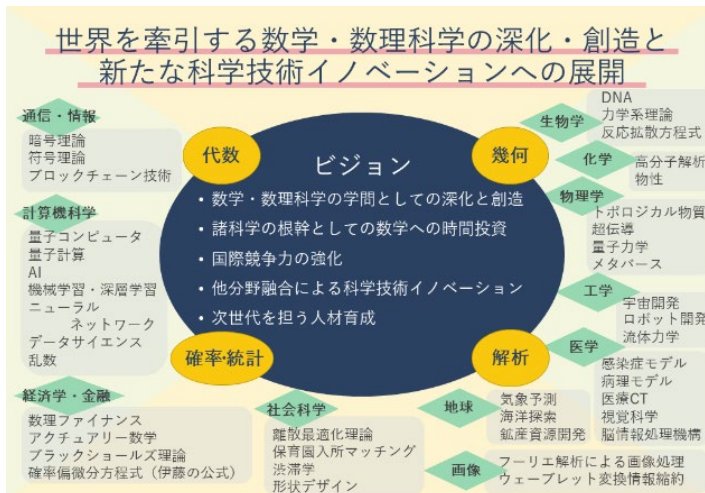 世界を牽引する数学・数理科学の深化・創造と
新たな科学技術イノベーションへの展開
通信・情報
暗号理論
符号理論
ブロックチェーン技術
計算機科学
量子コンピュータ
量子計算
AI
機械学習・深層学習
ニューラル
ネットワーク
データサイエンス
乱数
経済学・金融
数理ファイナンス
アクチュアリー数学
ブラックショールズ理論
確率偏微分方程式（伊藤の公式）
代数
幾何
確率・統計
解析
ビジョン
• 数学・数理科学の学問としての深化と創造
• 諸科学の根幹としての数学への時間投資
• 国際競争力の強化
• 他分野融合による科学技術イノベーション
• 次世代を担う人材育成
社会科学
離散最適化理論
保育園入所マッチング
渋滞学
形状デザイン
生物学
DNA
力学系理論
反応拡散方程式
化学
高分子解析
物性
物理学
トポロジカル物質
超伝導
量子力学
メタバース
工学
宇宙開発
ロボット開発
流体力学
医学
感染症モデル
病理モデル
医療CT
視覚科学
脳情報処理機構
地球
気象予測
海洋探索
鉱産資源開発
画像
フーリエ解析による画像処理
ウェーブレット変換情報縮約